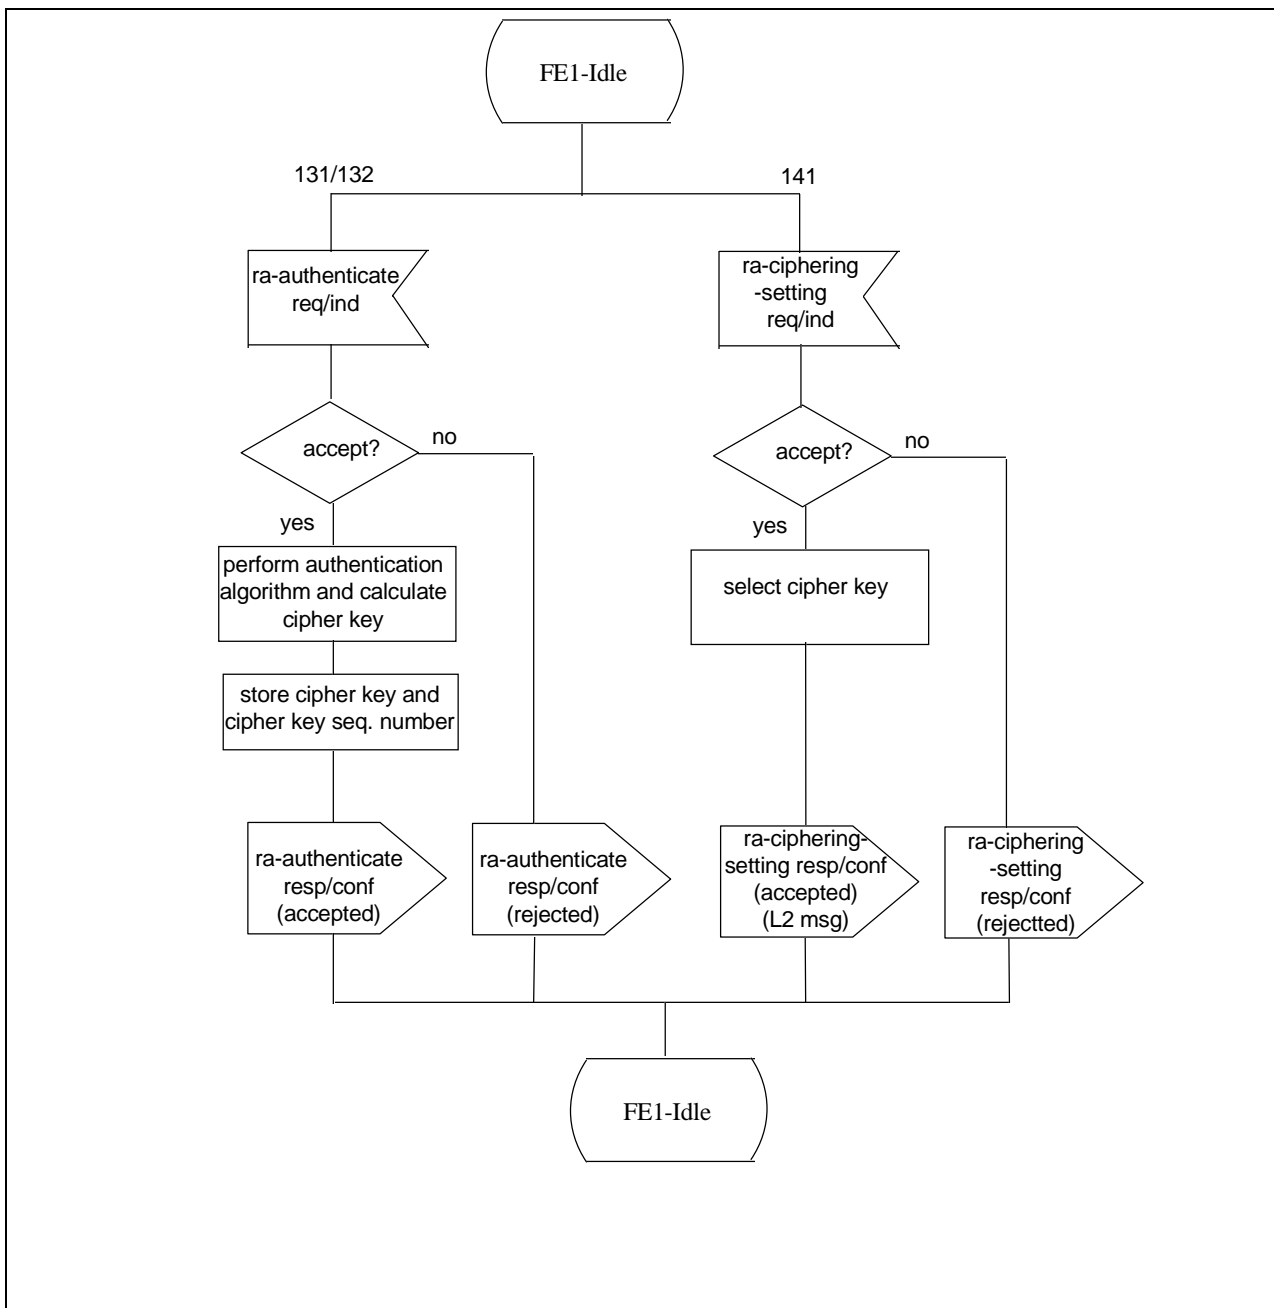 FE1-Idle
131/132
141
ra-authenticate
req/ind
ra-ciphering
-setting
req/ind
accept?
no
accept?
no
yes
yes
perform authentication
algorithm and calculate
cipher key
select cipher key
store cipher key and
cipher key seq. number
ra-authenticate
resp/conf
(accepted)
ra-authenticate
resp/conf
(rejected)
ra-ciphering-
setting resp/conf
(accepted)
(L2 msg)
ra-ciphering
-setting
resp/conf
(rejectted)
FE1-Idle